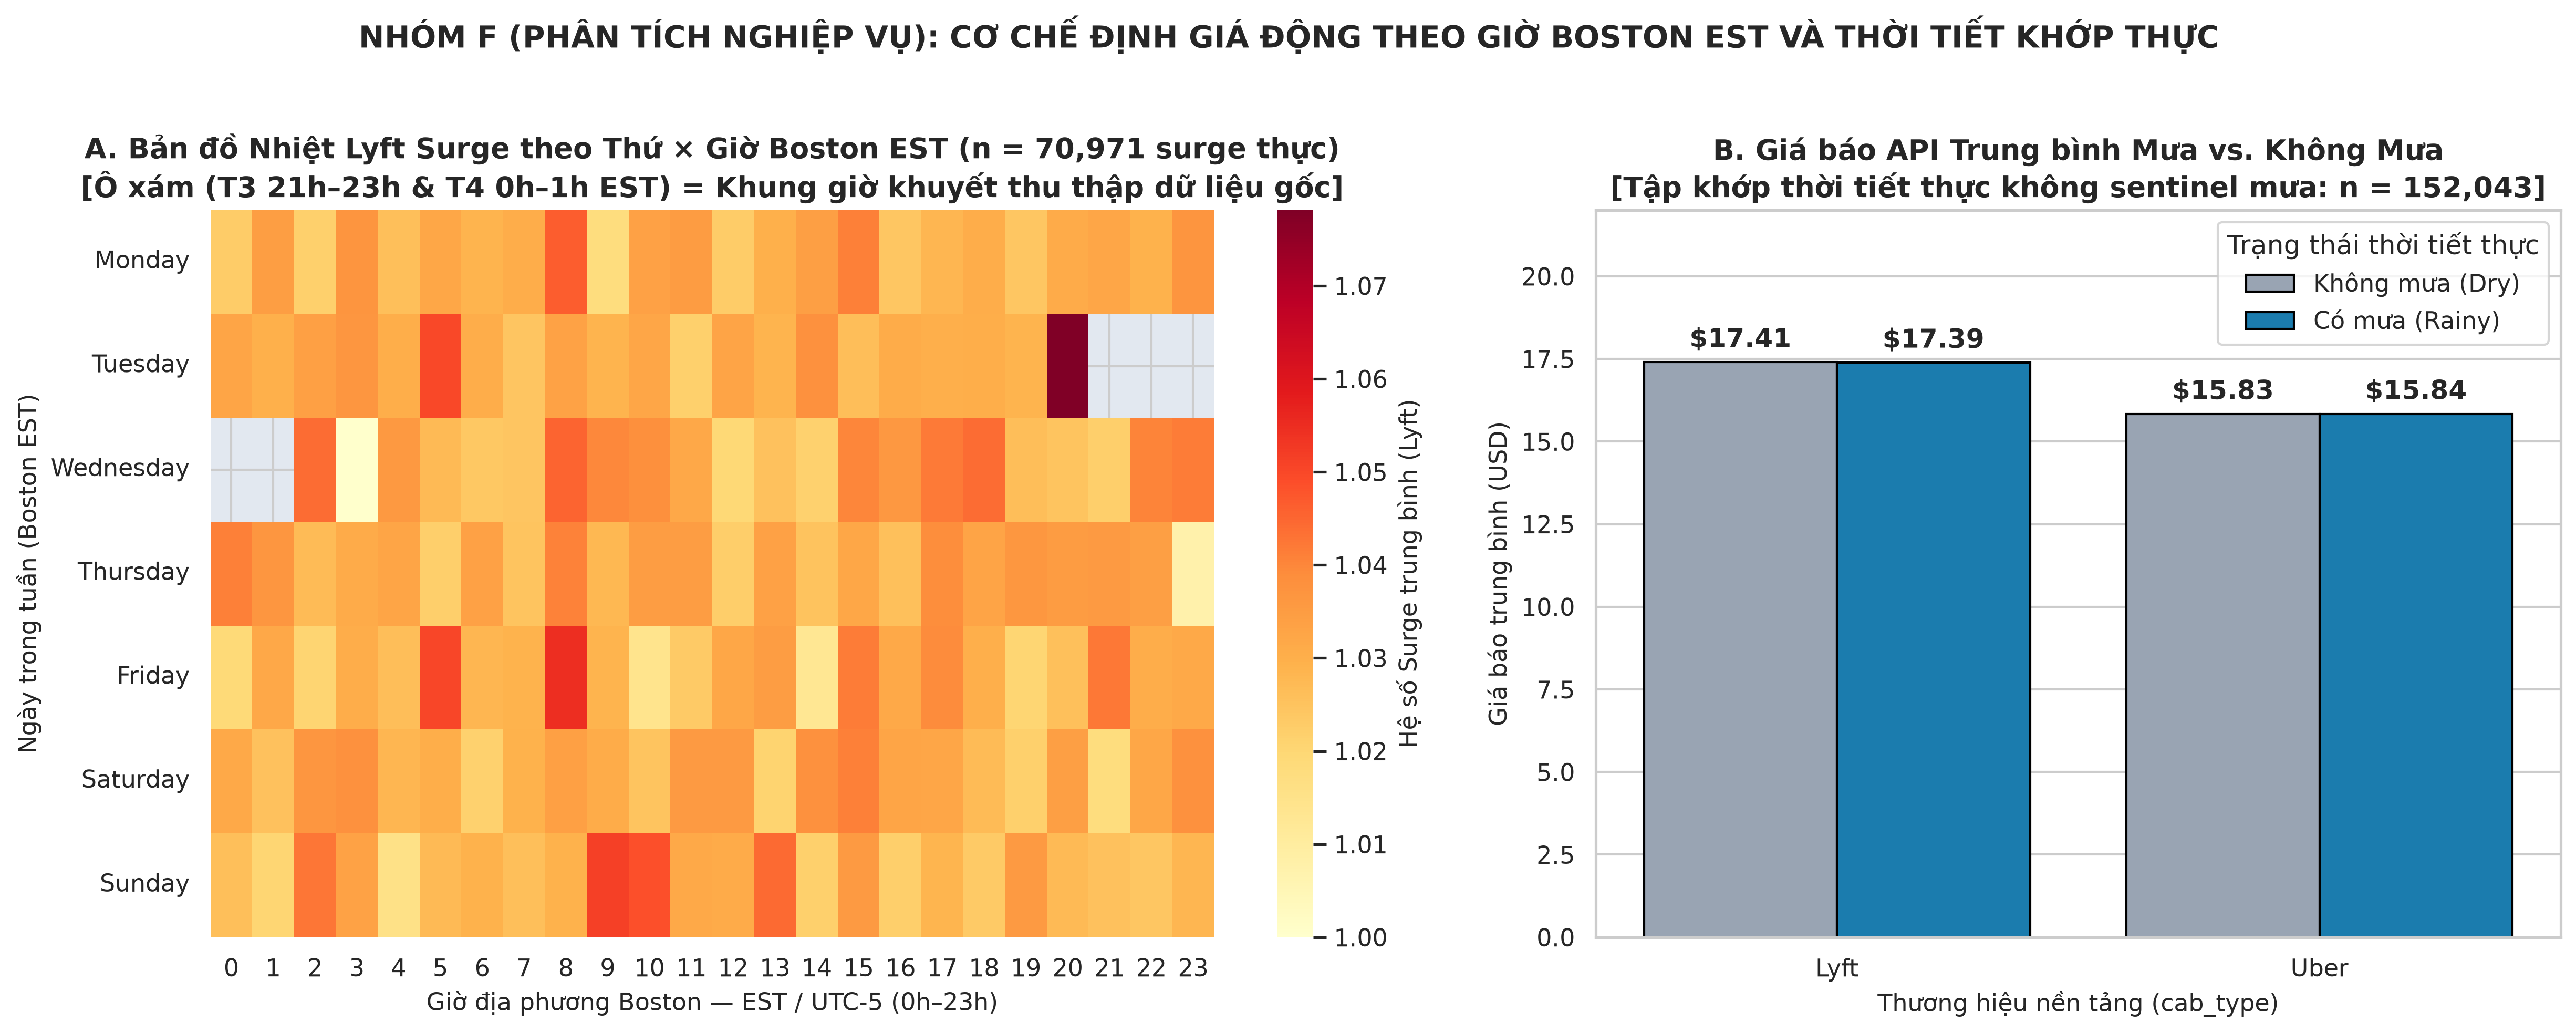 NHÓM F (PHÂN TÍCH NGHIỆP VỤ): CƠ CHẾ ĐỊNH GIÁ ĐỘNG THEO GIỜ BOSTON EST VÀ THỜI TIẾT KHỚP THỰC
A. Bản đồ Nhiệt Lyft Surge theo Thứ × Giờ Boston EST (n = 70,971 surge thực)
[Ô xám (T3 21h–23h & T4 0h–1h EST) = Khung giờ khuyết thu thập dữ liệu gốc]
Ngày trong tuần (Boston EST)
Monday
Tuesday
Wednesday
Thursday
Friday
Saturday
Sunday
0 1 2 3 4 5 6 7 8 9 10 11 12 13 14 15 16 17 18 19 20 21 22 23
Giờ địa phương Boston — EST / UTC-5 (0h–23h)
1.07
1.06
1.05
1.04
1.03
1.02
1.01
1.00
Hệ số Surge trung bình (Lyft)
B. Giá báo API Trung bình Mưa vs. Không Mưa
[Tập khớp thời tiết thực không sentinel mưa: n = 152,043]
Trạng thái thời tiết thực
Không mưa (Dry)
Có mưa (Rainy)
Giá báo trung bình (USD)
20.0
17.5
15.0
12.5
10.0
7.5
5.0
2.5
0.0
$17.41
$17.39
$15.83
$15.84
Lyft
Uber
Thương hiệu nền tảng (cab_type)